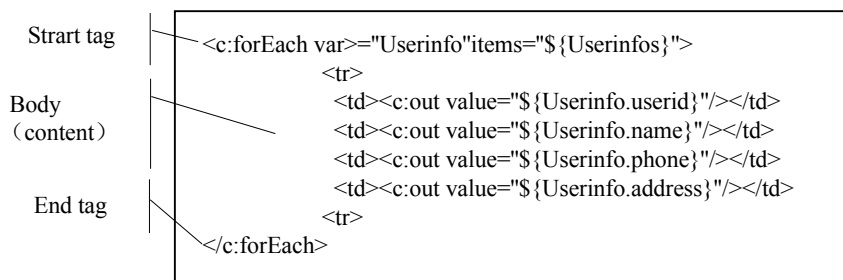 Strart tag
<c:forEach var>="Userinfo"items="${Userinfos}">
<tr>
Body
（content）
<td><c:out value="${Userinfo.userid}"/></td>
<td><c:out value="${Userinfo.name}"/></td>
<td><c:out value="${Userinfo.phone}"/></td>
<td><c:out value="${Userinfo.address}"/></td>
End tag
<tr>
</c:forEach>